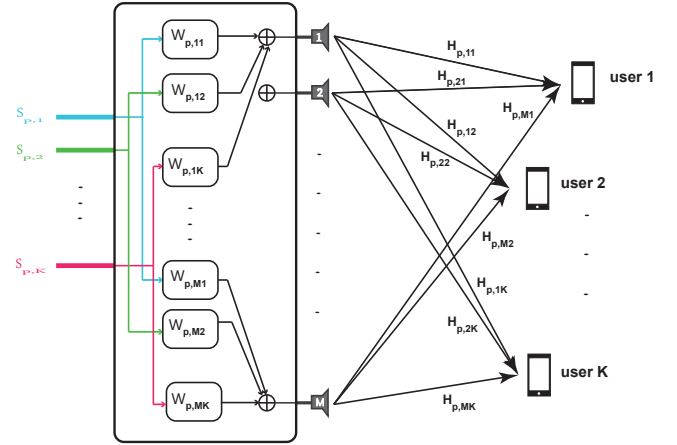 W p,11
1
H p,11
user 1
H p,21
W p,12
2
H p,M1
S p,1
H p,12
S p,2
H p,22
W p,1K
user 2
H p,M2
S p,K
W p,M1
H p,1K
W p,M2
H p,2K
user K
W p,MK
M
H p,MK